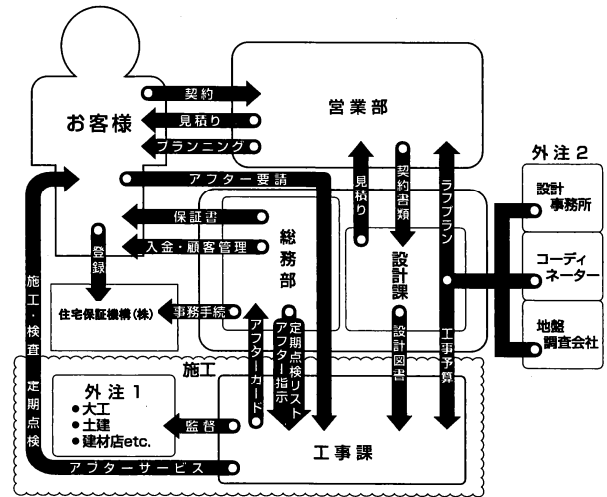 お客様
契約
見積り
プランニング
営業部
アフター要請
保証書
入金・顧客管理
登録
住宅保証機構(株)
事務手続
総務部
見積り
契約書類
ラフプラン
設計課
設計図書
工事予算
外注2
設計
事務所
コーディ
ネーター
地盤
調査会社
施工・検査 定期点検
施工
外注1
●大工
●土建
●建材店etc.
監督
アフターカード
定期点検リスト
アフター指示
工事課
アフターサービス